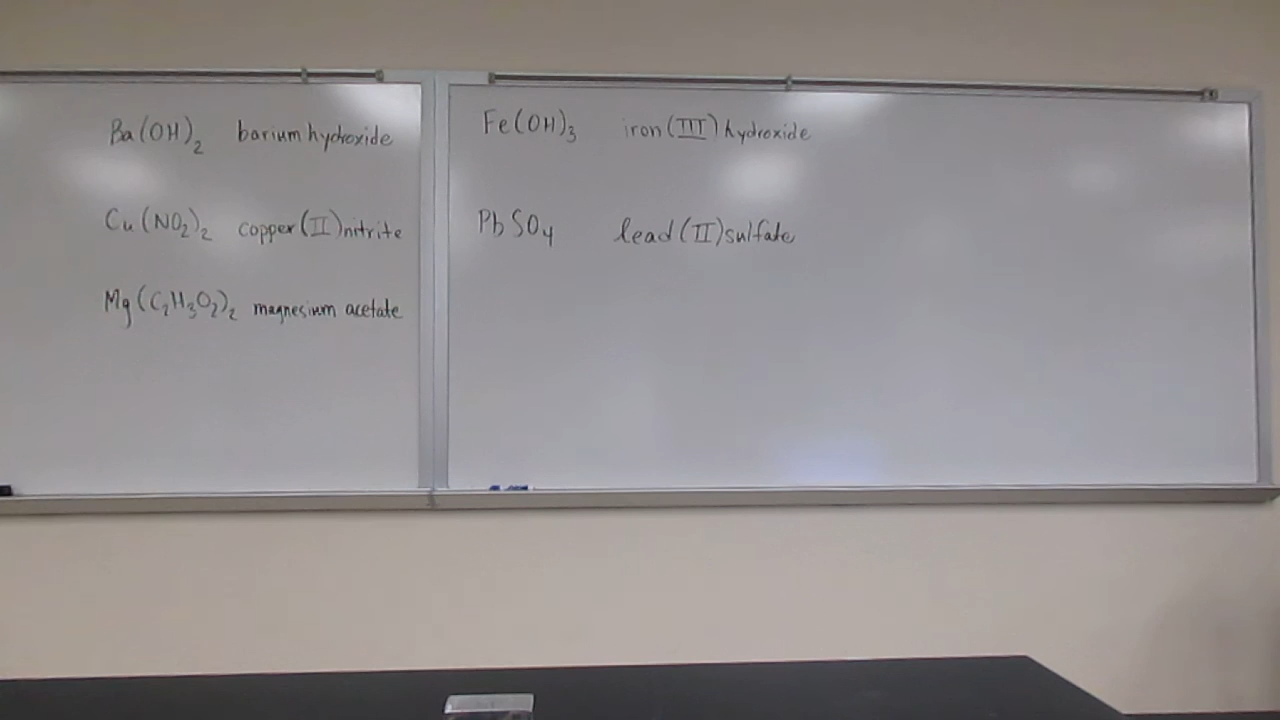 Ba(OH)₂ barium hydroxide
Cu(NO₂)₂ copper(II)nitrite
Mg(C₂H₃O₂)₂ magnesium acetate
Fe(OH)₃ iron(III)hydroxide
PbSO₄ lead(II)sulfate